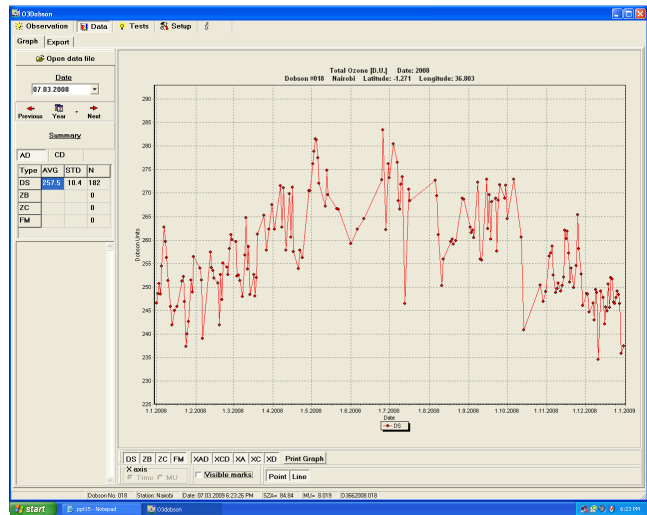 O3Dobson
Observation Data Tests Setup
Graph Export
Open data file
Date
07.03.2008
Previous Year Next
Summary
AD CD
Type AVG STD N
DS 257.5 10.4 182
ZB 0
ZC 0
FM 0
Total Ozone [D.U.] Date: 2008
Dobson #018 Nairobi Latitude: -1.271 Longitude: 36.803
Dobson Units
290
285
280
275
270
265
260
255
250
245
240
235
230
225
1.1.2008 1.2.2008 1.3.2008 1.4.2008 1.5.2008 1.6.2008 1.7.2008 1.8.2008 1.9.2008 1.10.2008 1.11.2008 1.12.2008 1.1.2009
Date
DS
DS ZB ZC FM XAD XCD XA XC XD Print Graph
X axis
Time MU
Visible marks
Point Line
Dobson No. 018 Station: Nairobi Date: 07.03.2009 6:23:26 PM SZA= 84.84 MU= 8.019 D3662008.018
start ppt15 - Notepad O3dobson 6:23 PM